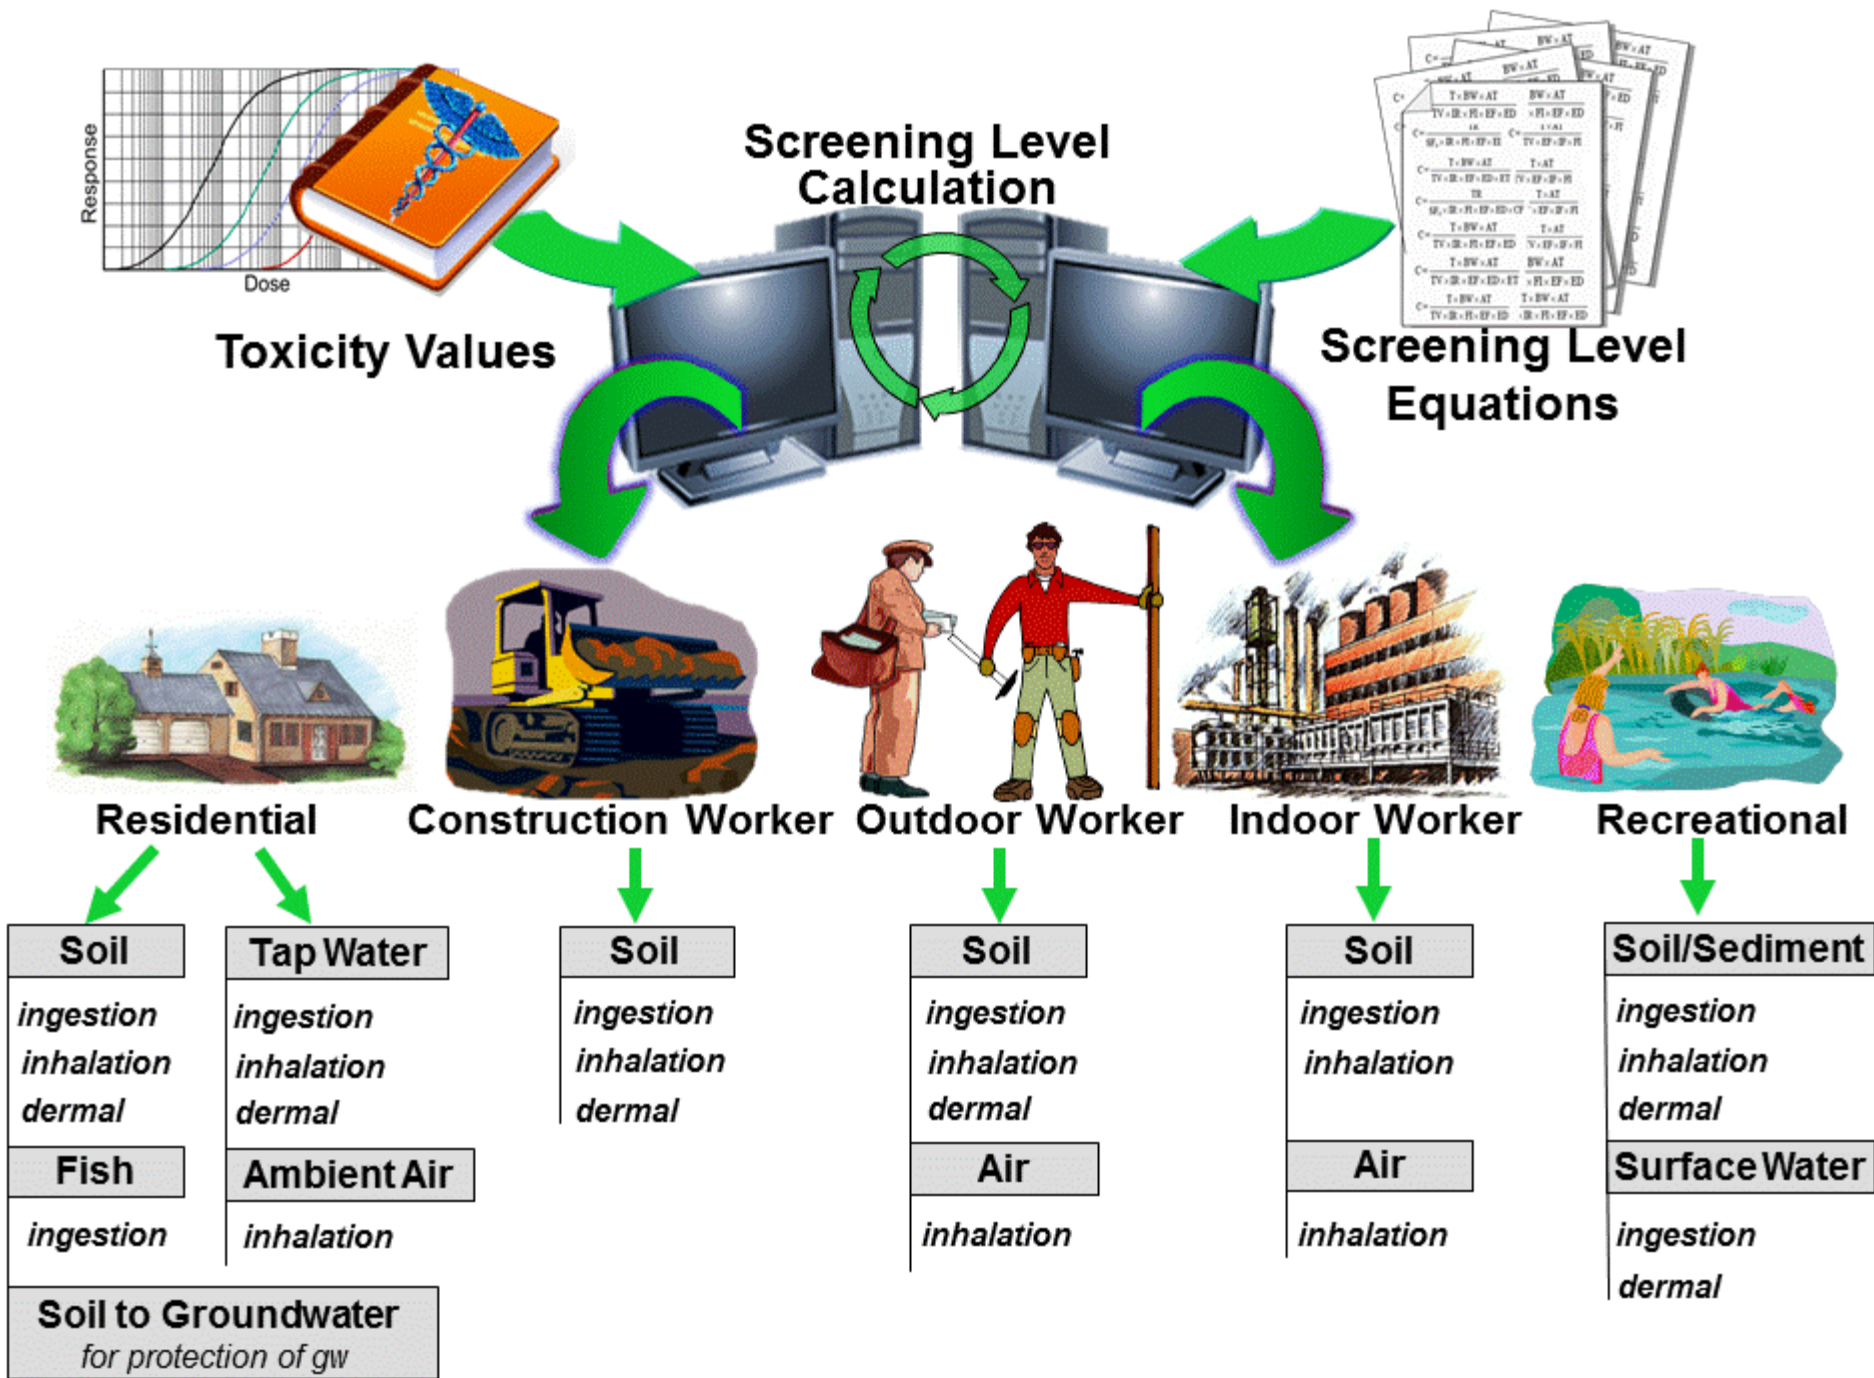 Response
Dose
Toxicity Values
Screening Level
Calculation
Screening Level
Equations
Residential
Construction Worker
Outdoor Worker
Indoor Worker
Recreational
Soil
ingestion
inhalation
dermal
Fish
ingestion
Soil to Groundwater
for protection of gw
Tap Water
ingestion
inhalation
dermal
Ambient Air
inhalation
Soil
ingestion
inhalation
dermal
Soil
ingestion
inhalation
dermal
Air
inhalation
Soil
ingestion
inhalation
Air
inhalation
Soil/Sediment
ingestion
inhalation
dermal
Surface Water
ingestion
dermal